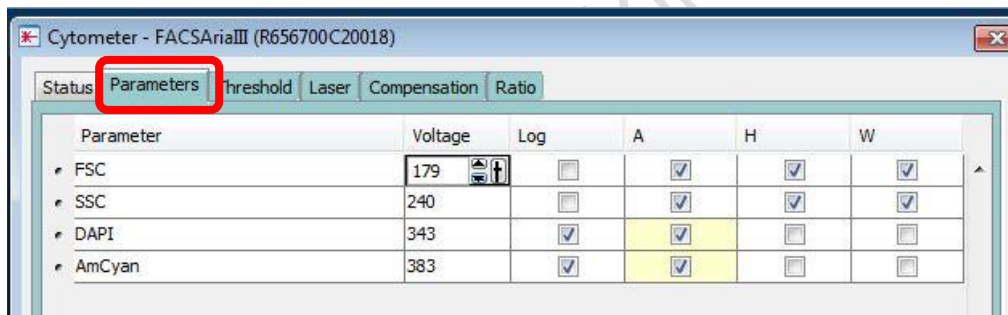 Cytometer - FACSAriaIII (R656700C20018)
Status Parameters Threshold Laser Compensation Ratio
Parameter Voltage Log A H W
FSC 179
SSC 240
DAPI 343
AmCyan 383